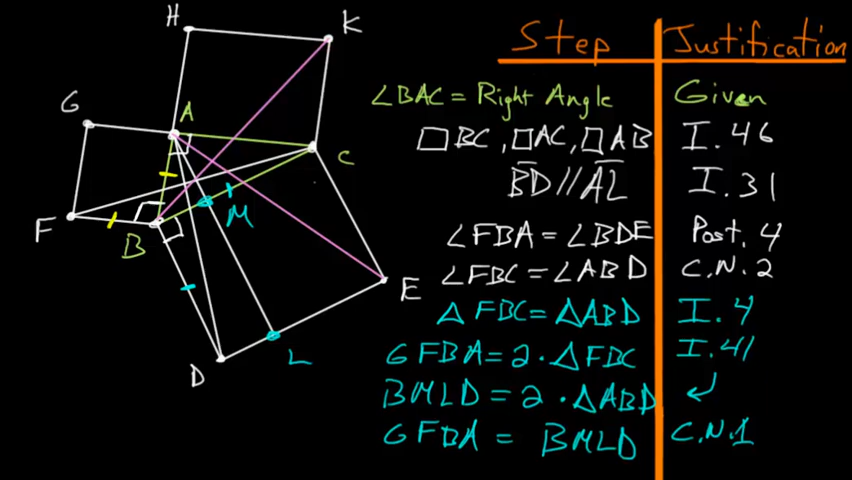 Step Justification
∠BAC = Right Angle Given
□BC, □AC, □AB I.46
BD // AL I.31
∠FBA = ∠BDE Post. 4
∠FBC = ∠ABD C.N.2
△FBC = △ABD I.4
GFBA = 2 · △FBC I.41
BMLD = 2 · △ABD ↲
GFBA = BMLD C.N.1
H
K
G
A
C
F
B
M
E
D
L